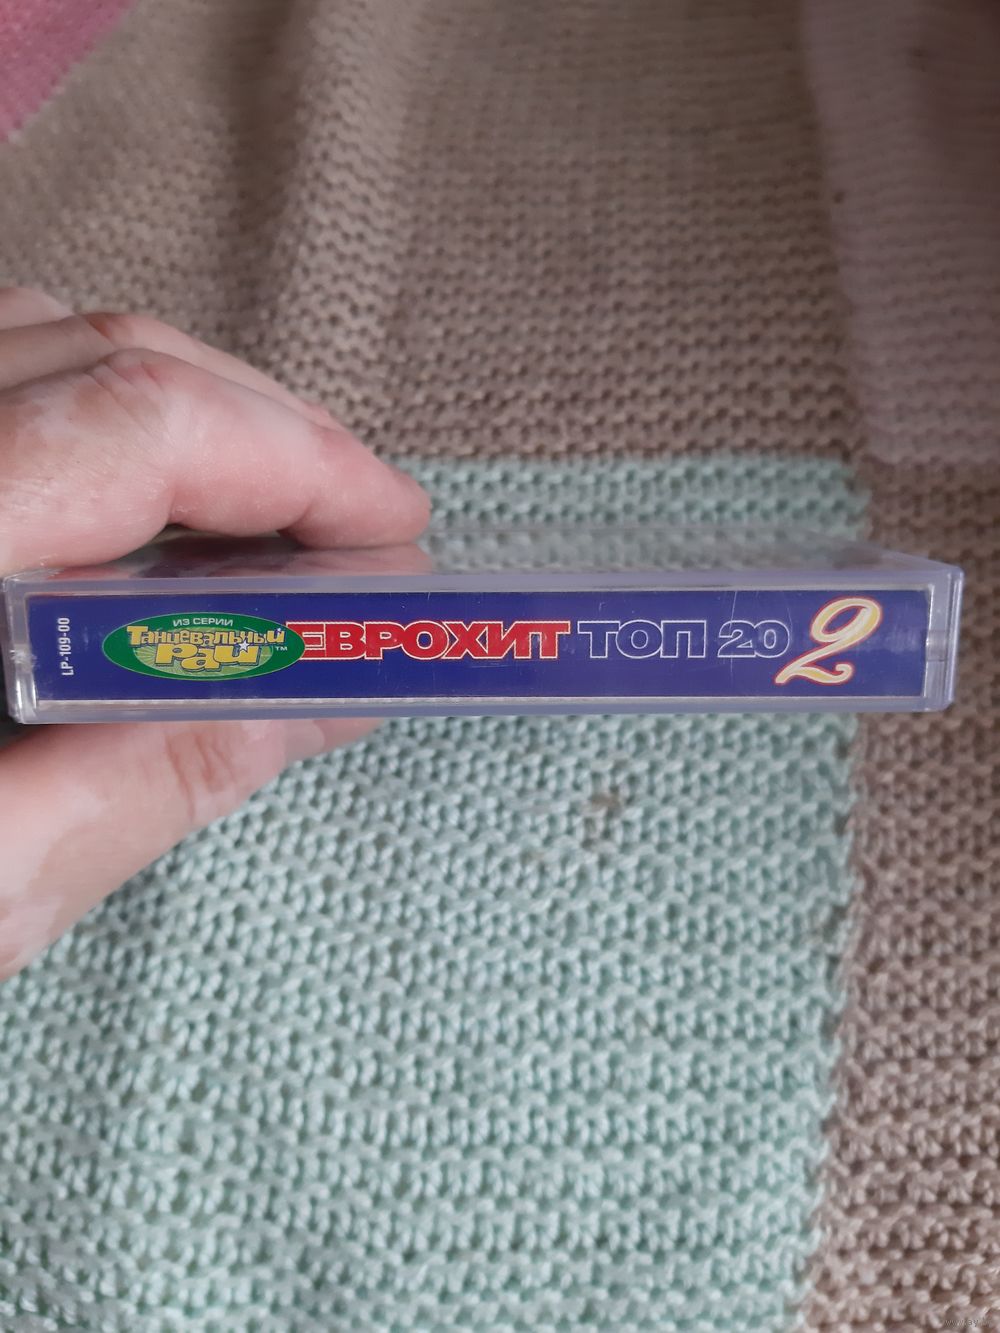 LP-109-00
ИЗ СЕРИИ
Танцевальный
Рай
TM
ЕВРОХИТ ТОП 20 2